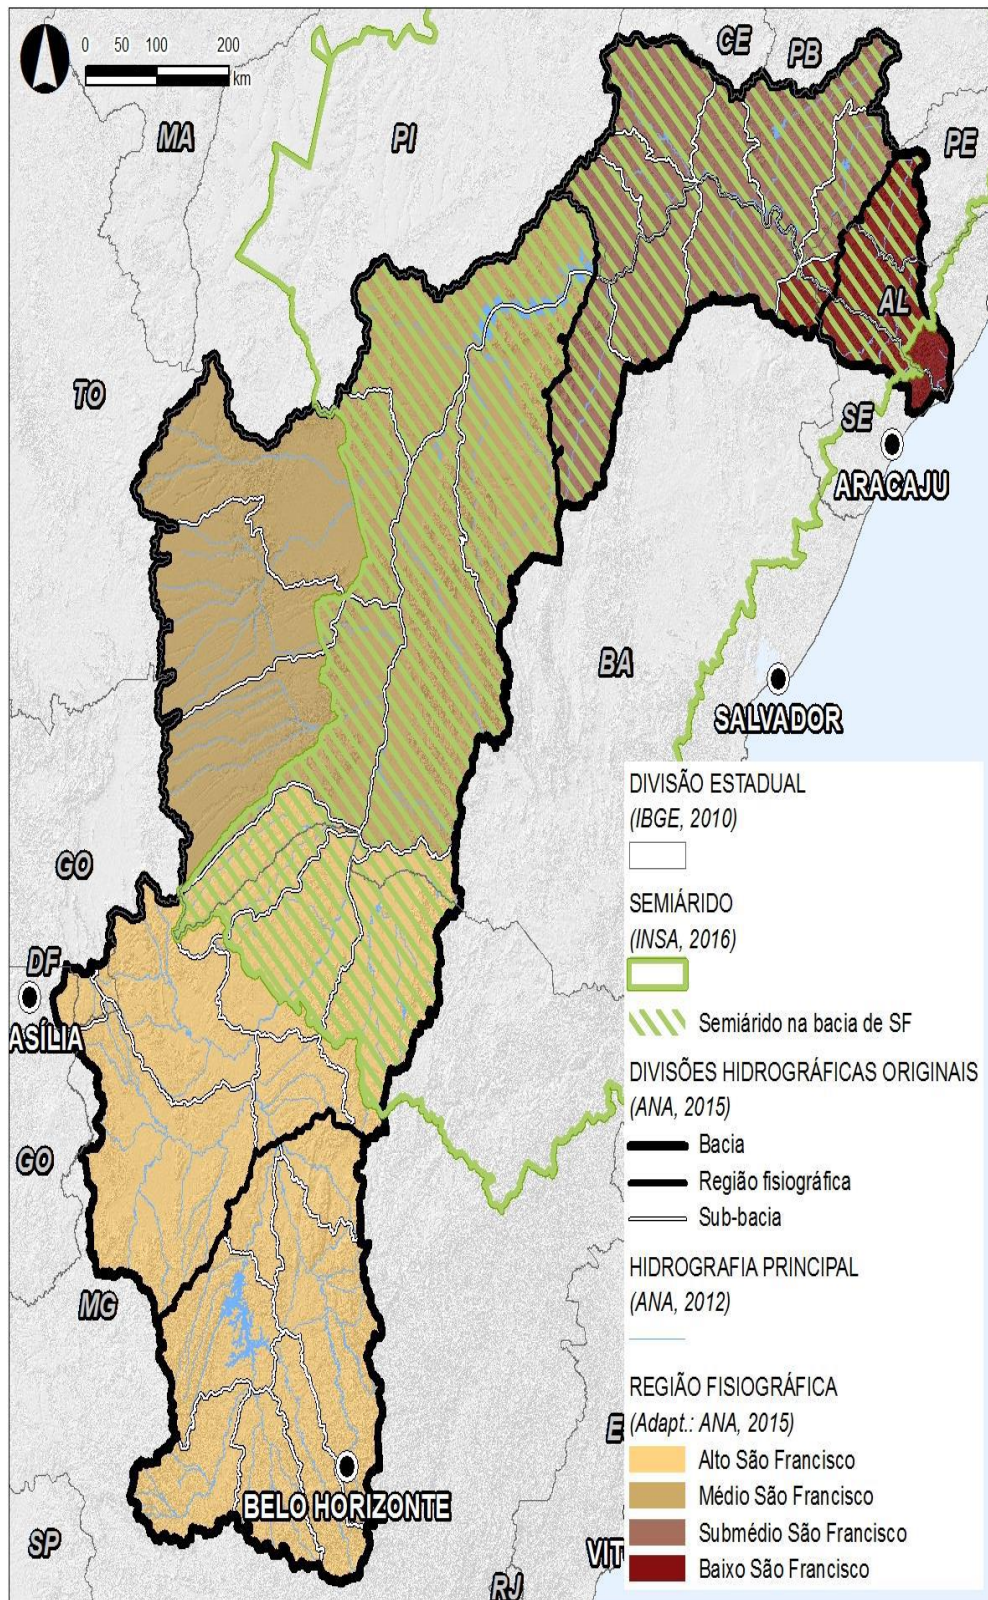 0 50 100 200
km
CE
PB
MA
PI
PE
AL
TO
SE
ARACAJU
BA
SALVADOR
GO
DF
ASÍLIA
GO
MG
BELO HORIZONTE
SP
RJ
E
VIT
DIVISÃO ESTADUAL
(IBGE, 2010)
SEMIÁRIDO
(INSA, 2016)
Semiárido na bacia de SF
DIVISÕES HIDROGRÁFICAS ORIGINAIS
(ANA, 2015)
Bacia
Região fisiográfica
Sub-bacia
HIDROGRAFIA PRINCIPAL
(ANA, 2012)
REGIÃO FISIOGRÁFICA
(Adapt.: ANA, 2015)
Alto São Francisco
Médio São Francisco
Submédio São Francisco
Baixo São Francisco